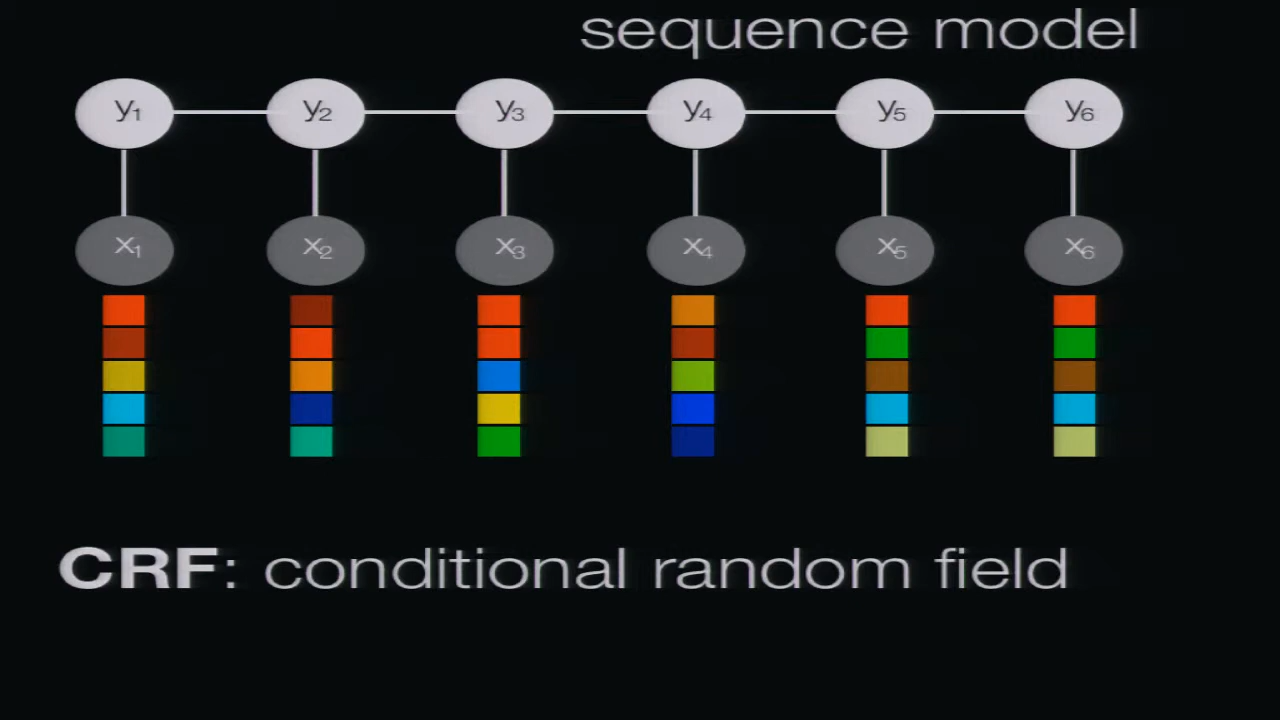 sequence model
y1 y2 y3 y4 y5 y6
x1 x2 x3 x4 x5 x6
CRF: conditional random field